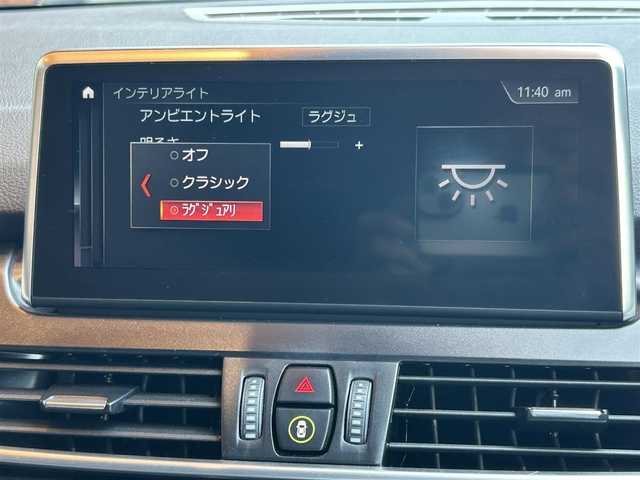 インテリアライト
11:40 am
アンビエントライト
ラグジュ
明るさ
+
オフ
クラシック
ﾗｸﾞｼﾞｭｱﾘ